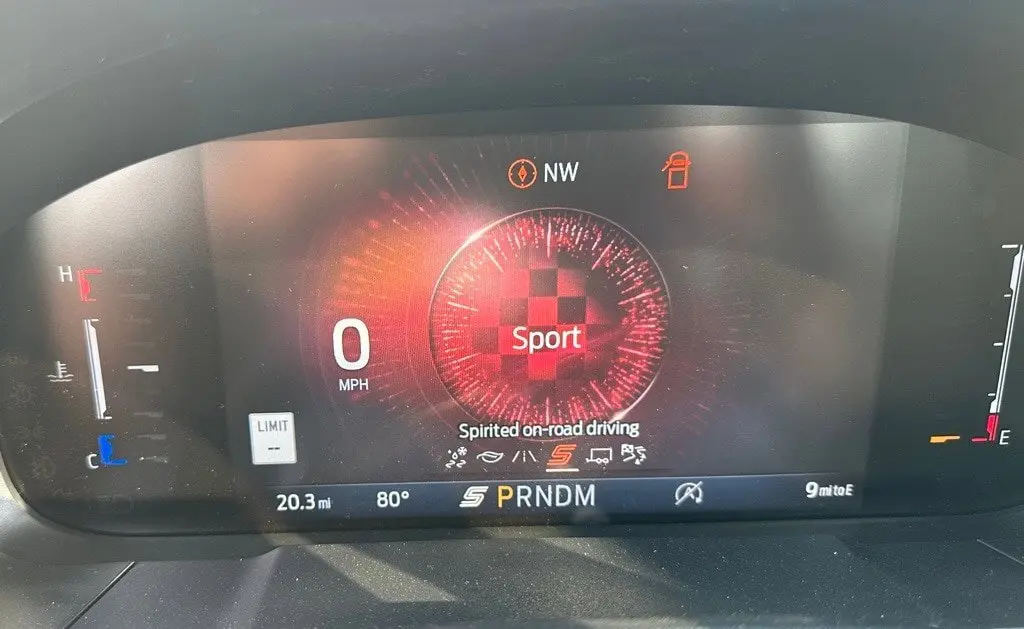 NW
H
Sport
0
MPH
LIMIT
--
Spirited on-road driving
C
E
20.3 mi
80°
S PRNDM
9 mi to E